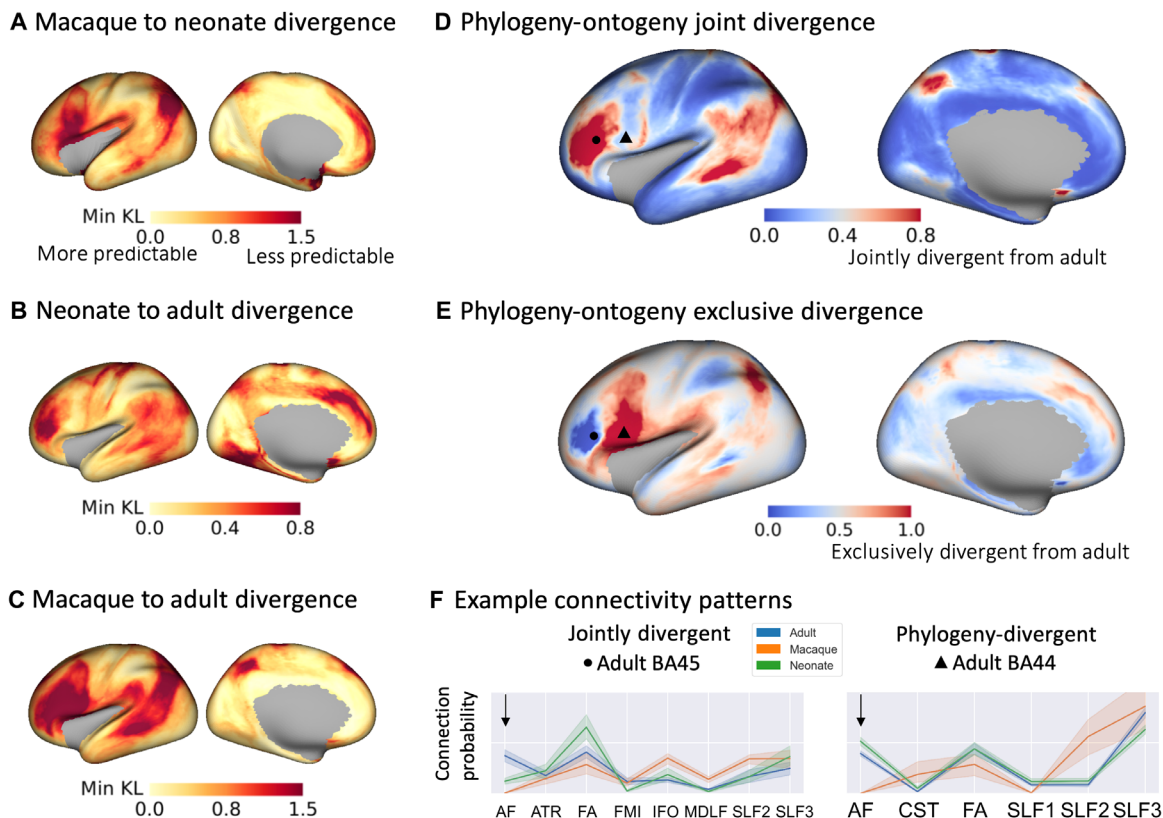 A Macaque to neonate divergence
Min KL
0.0 0.8 1.5
More predictable Less predictable
B Neonate to adult divergence
Min KL
0.0 0.4 0.8
C Macaque to adult divergence
Min KL
0.0 0.8 1.5
D Phylogeny-ontogeny joint divergence
0.0 0.4 0.8
Jointly divergent from adult
E Phylogeny-ontogeny exclusive divergence
0.0 0.5 1.0
Exclusively divergent from adult
F Example connectivity patterns
Jointly divergent
Adult BA45
Adult
Macaque
Neonate
Phylogeny-divergent
Adult BA44
Connection
probability
AF ATR FA FMI IFO MDLF SLF2 SLF3
AF CST FA SLF1 SLF2 SLF3